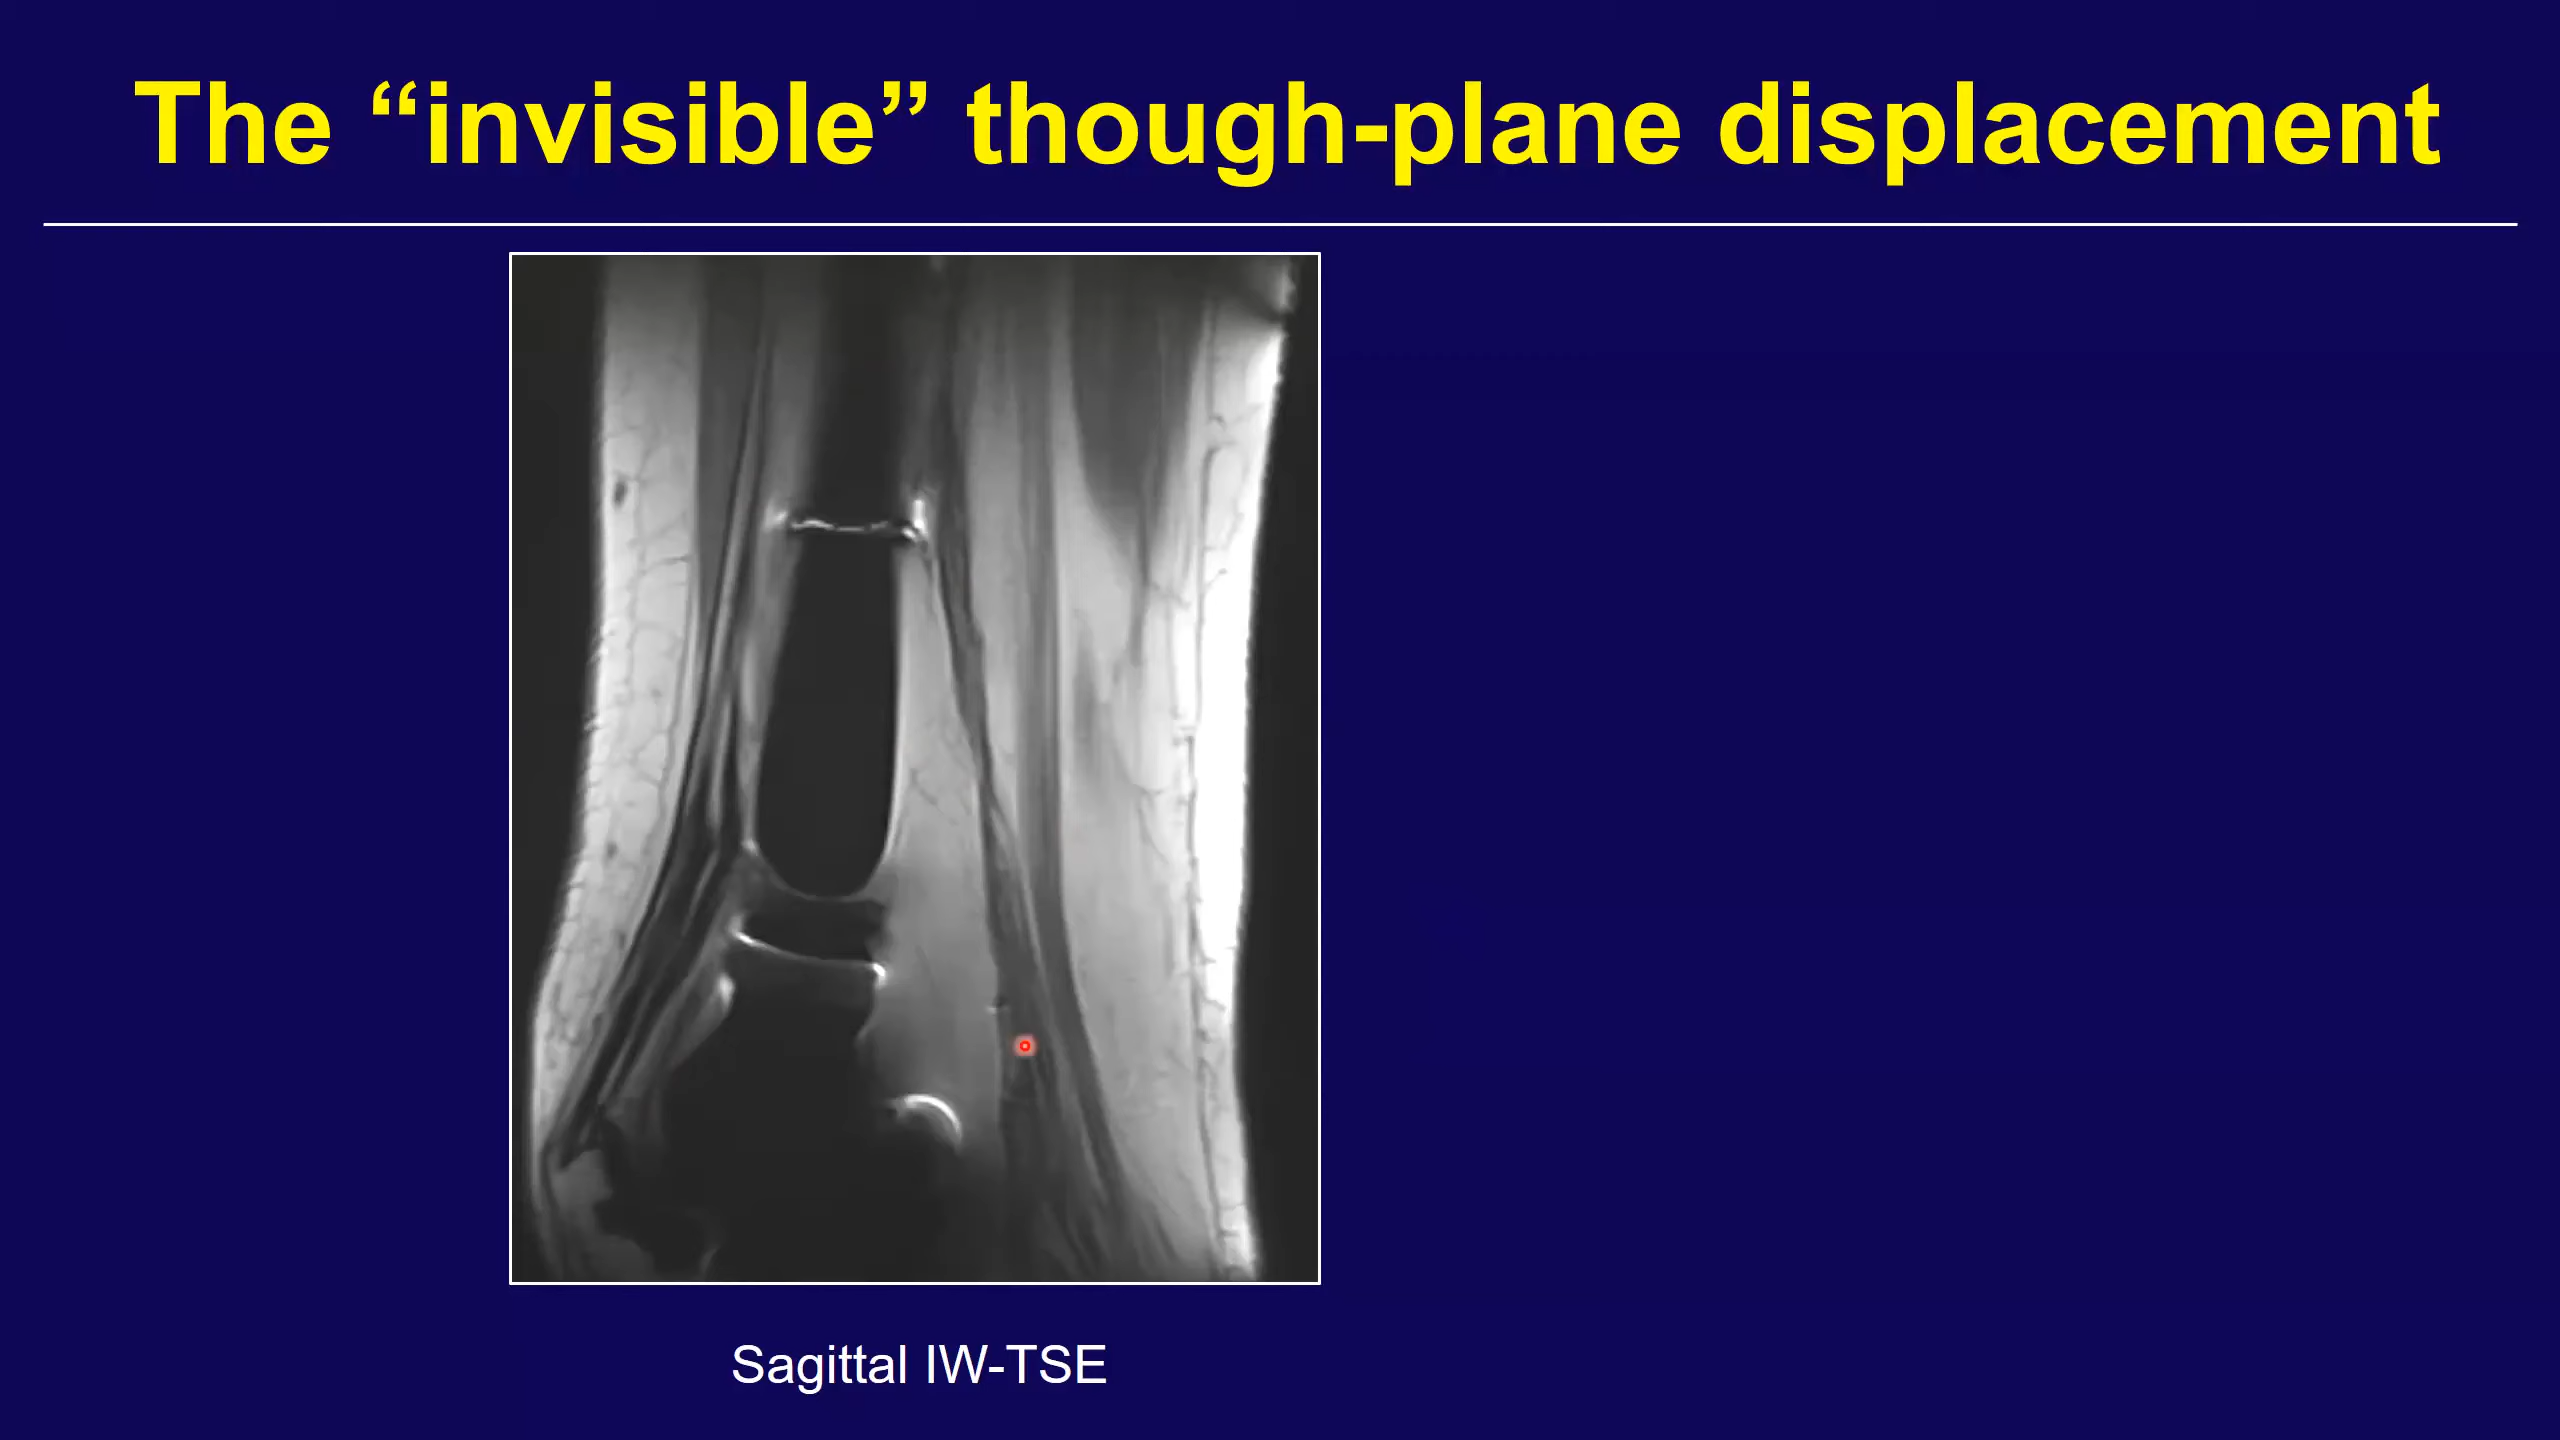 The “invisible” though-plane displacement
Sagittal IW-TSE